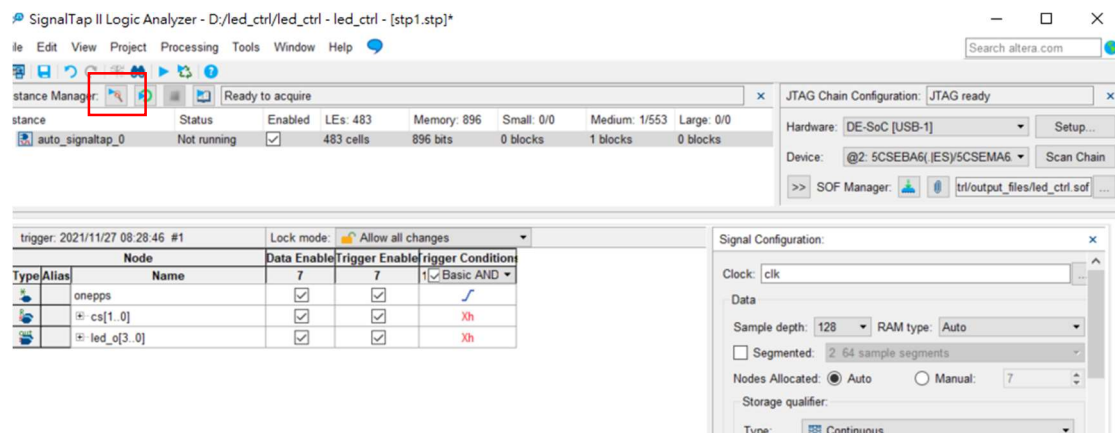 SignalTap II Logic Analyzer - D:/led_ctrl/led_ctrl - led_ctrl - [stp1.stp]*
ile Edit View Project Processing Tools Window Help
Search altera.com
stance Manager: Ready to acquire
JTAG Chain Configuration: JTAG ready
stance Status Enabled LEs: 483 Memory: 896 Small: 0/0 Medium: 1/553 Large: 0/0
auto_signaltap_0 Not running 483 cells 896 bits 0 blocks 1 blocks 0 blocks
Hardware: DE-SoC [USB-1] Setup...
Device: @2: 5CSEBA6(.|ES)/5CSEMA6. Scan Chain
>> SOF Manager: trl/output_files/led_ctrl.sof ...
trigger: 2021/11/27 08:28:46 #1 Lock mode: Allow all changes
Node Data Enable Trigger Enable Trigger Conditions
Type Alias Name 7 7 1 Basic AND
onepps
cs[1..0] Xh
led_o[3..0] Xh
Signal Configuration:
Clock: clk ...
Data
Sample depth: 128 RAM type: Auto
Segmented: 2 64 sample segments
Nodes Allocated: Auto Manual: 7
Storage qualifier:
Type: Continuous